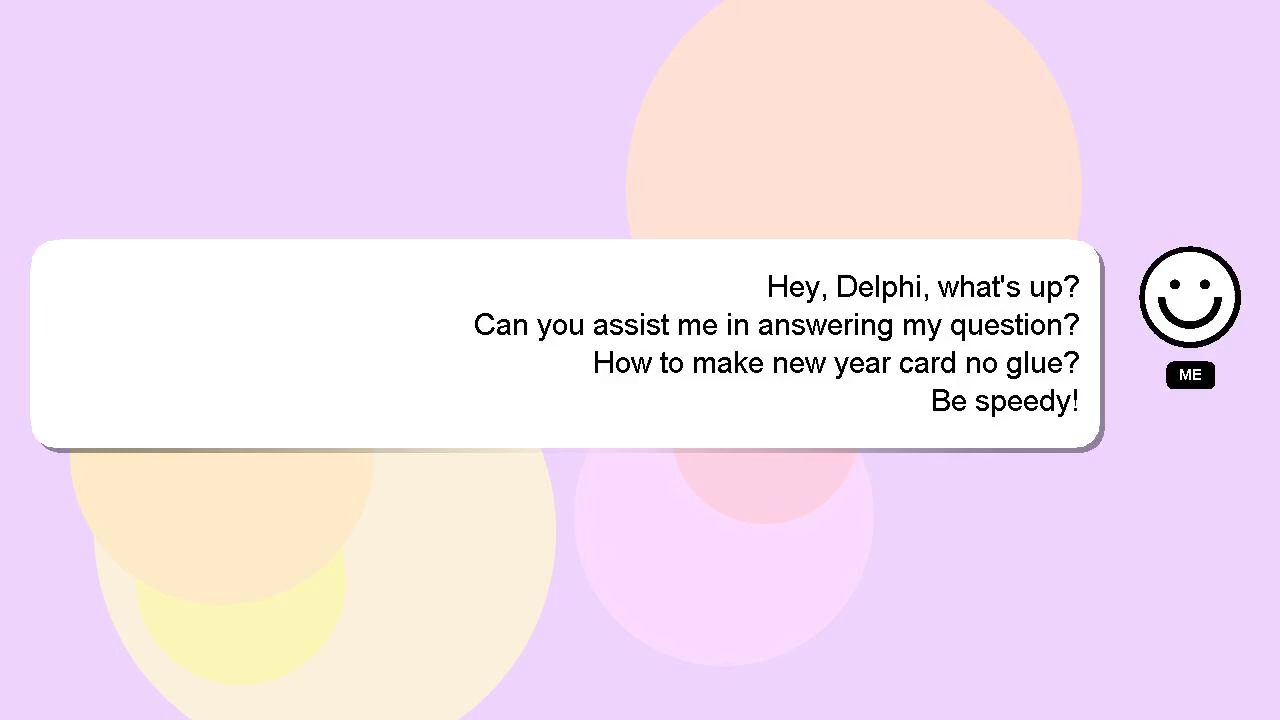 Hey, Delphi, what's up?
Can you assist me in answering my question?
How to make new year card no glue?
Be speedy!
ME